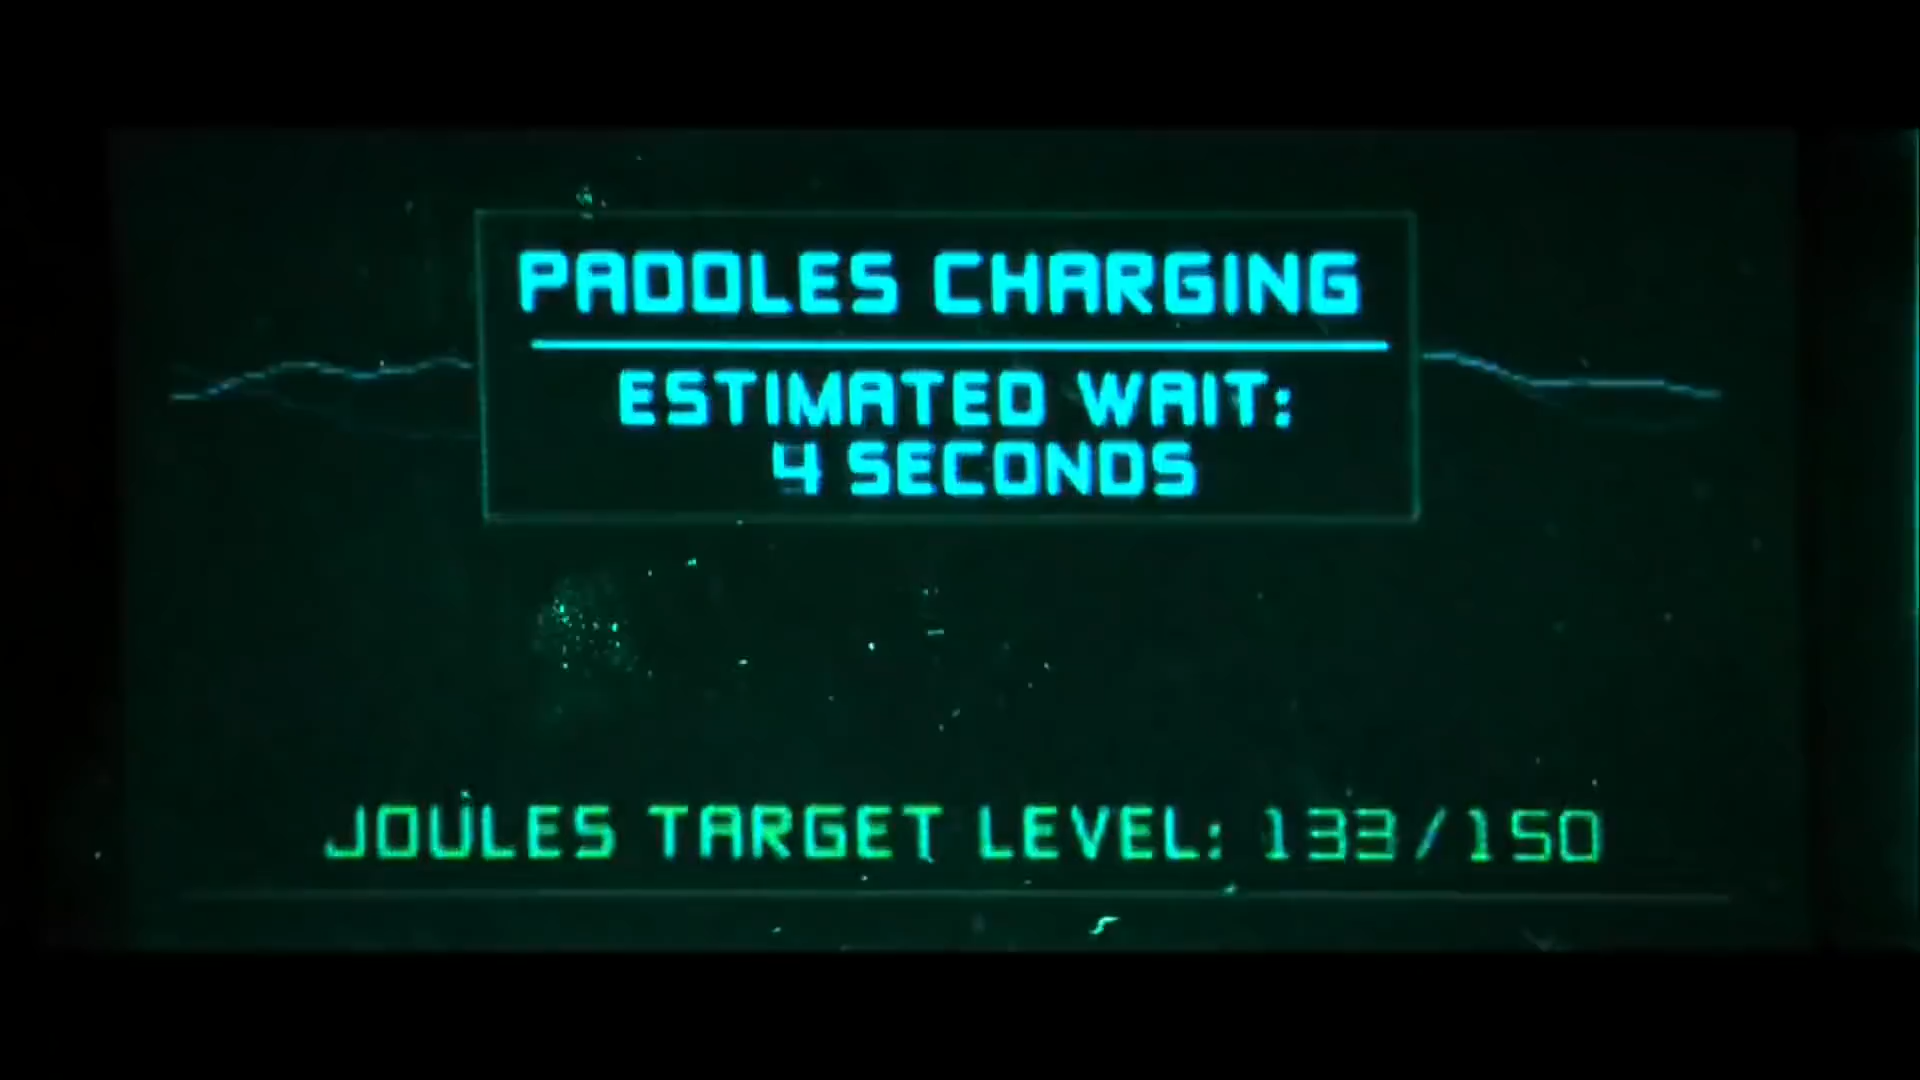 PADDLES CHARGING
ESTIMATED WAIT:
4 SECONDS
JOULES TARGET LEVEL: 133/150